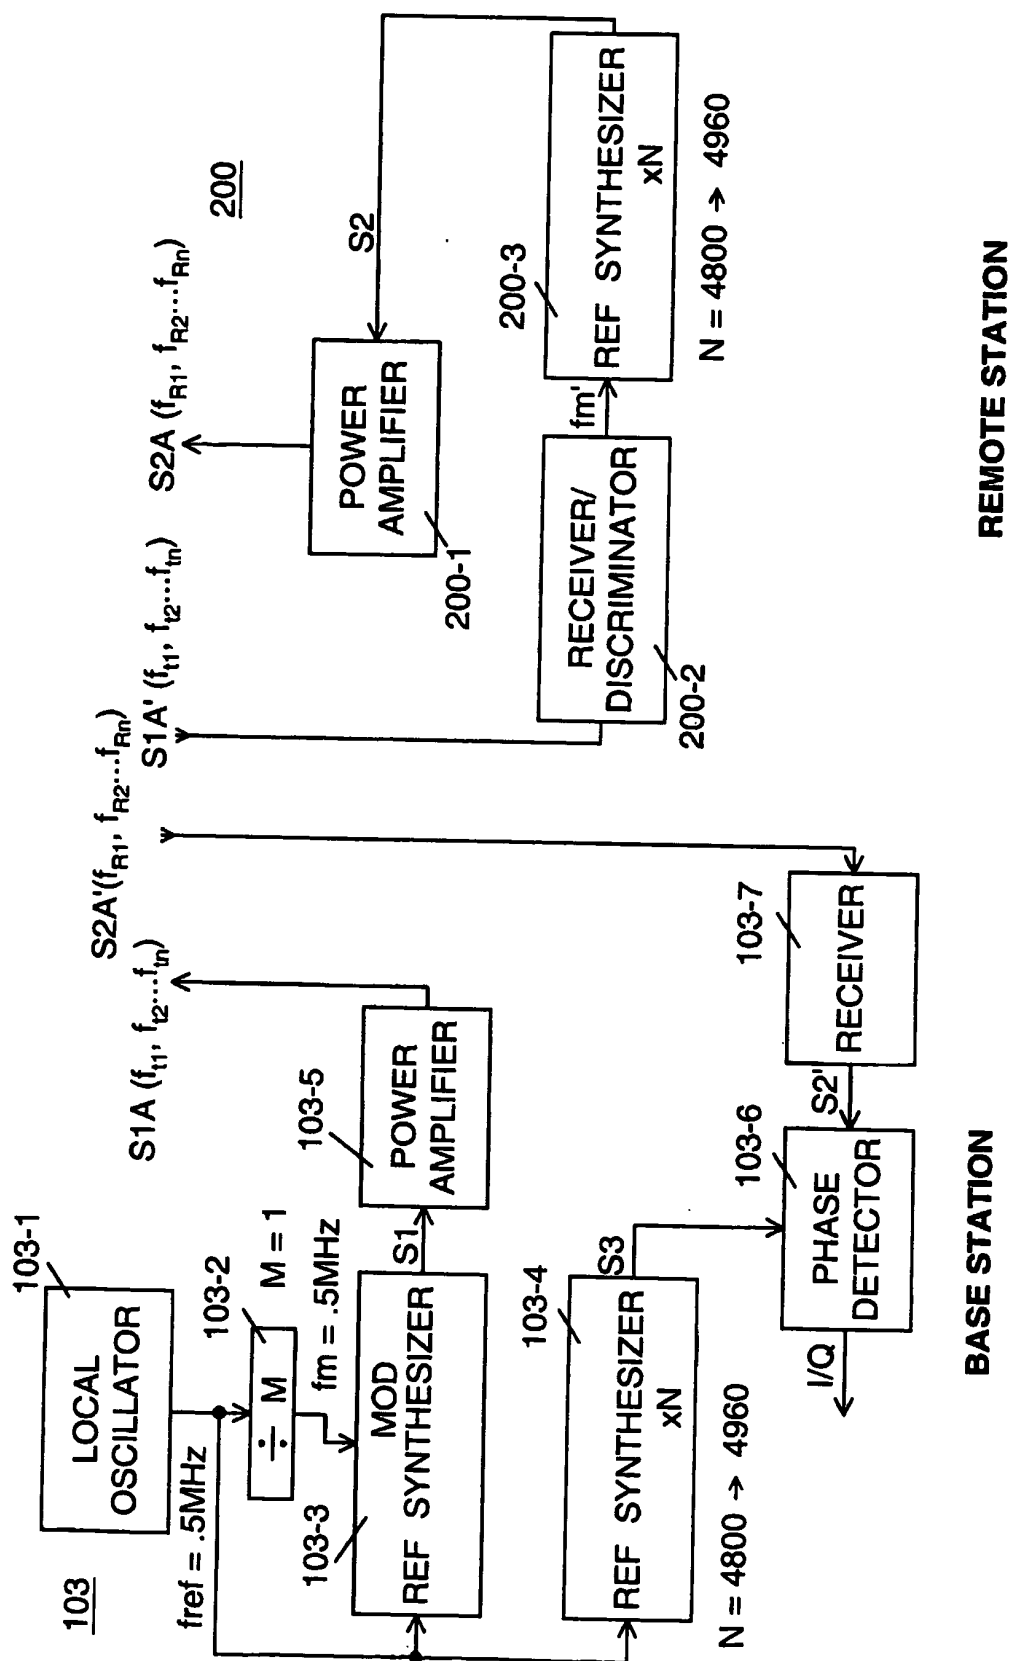 103
103-1
LOCAL
OSCILLATOR
fref = .5MHz
103-2
÷ M
M = 1
fm = .5MHz
103-3
MOD
REF SYNTHESIZER
S1
103-5
POWER
AMPLIFIER
S1A (ft1, ft2...ftn)
103-4
REF SYNTHESIZER
xN
N = 4800 → 4960
S3
103-6
PHASE
DETECTOR
I/Q
S2'
103-7
RECEIVER
S2A'(fR1, fR2...fRn)
BASE STATION
200
S1A' (ft1, ft2...ftn)
S2A (fR1, fR2...fRn)
POWER
AMPLIFIER
200-1
S2
RECEIVER/
DISCRIMINATOR
200-2
fm'
200-3
REF SYNTHESIZER
xN
N = 4800 → 4960
REMOTE STATION